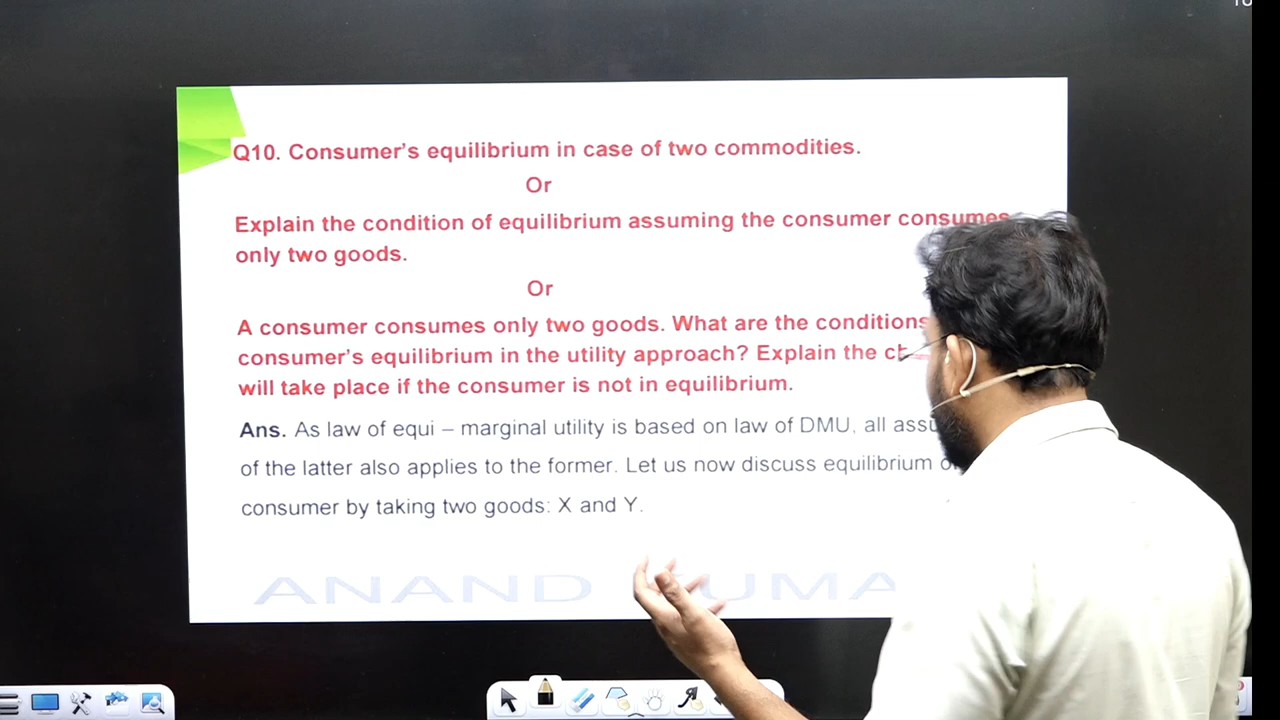 Q10. Consumer's equilibrium in case of two commodities.
Or
Explain the condition of equilibrium assuming the consumer consumes
only two goods.
Or
A consumer consumes only two goods. What are the conditions
consumer's equilibrium in the utility approach? Explain the
will take place if the consumer is not in equilibrium.
Ans. As law of equi – marginal utility is based on law of DMU, all
of the latter also applies to the former. Let us now discuss equilibrium
consumer by taking two goods: X and Y.
ANAND